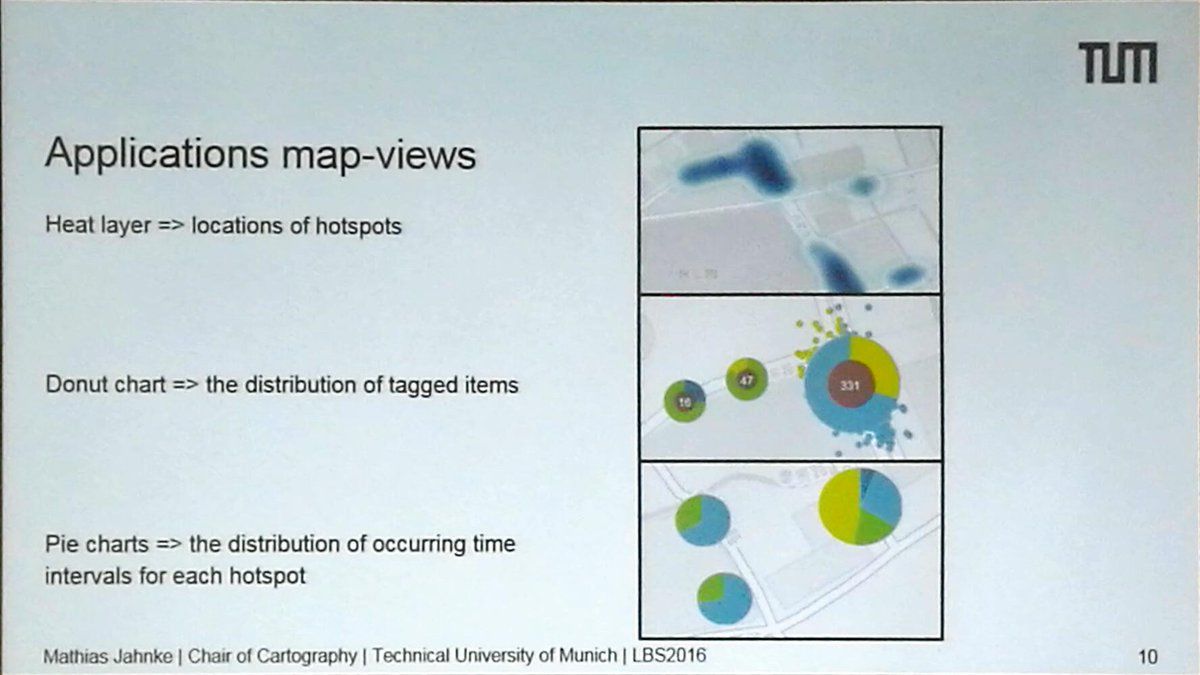 TUM
Applications map-views
Heat layer => locations of hotspots
Donut chart => the distribution of tagged items
16
47
331
Pie charts => the distribution of occurring time
intervals for each hotspot
Mathias Jahnke | Chair of Cartography | Technical University of Munich | LBS2016
10